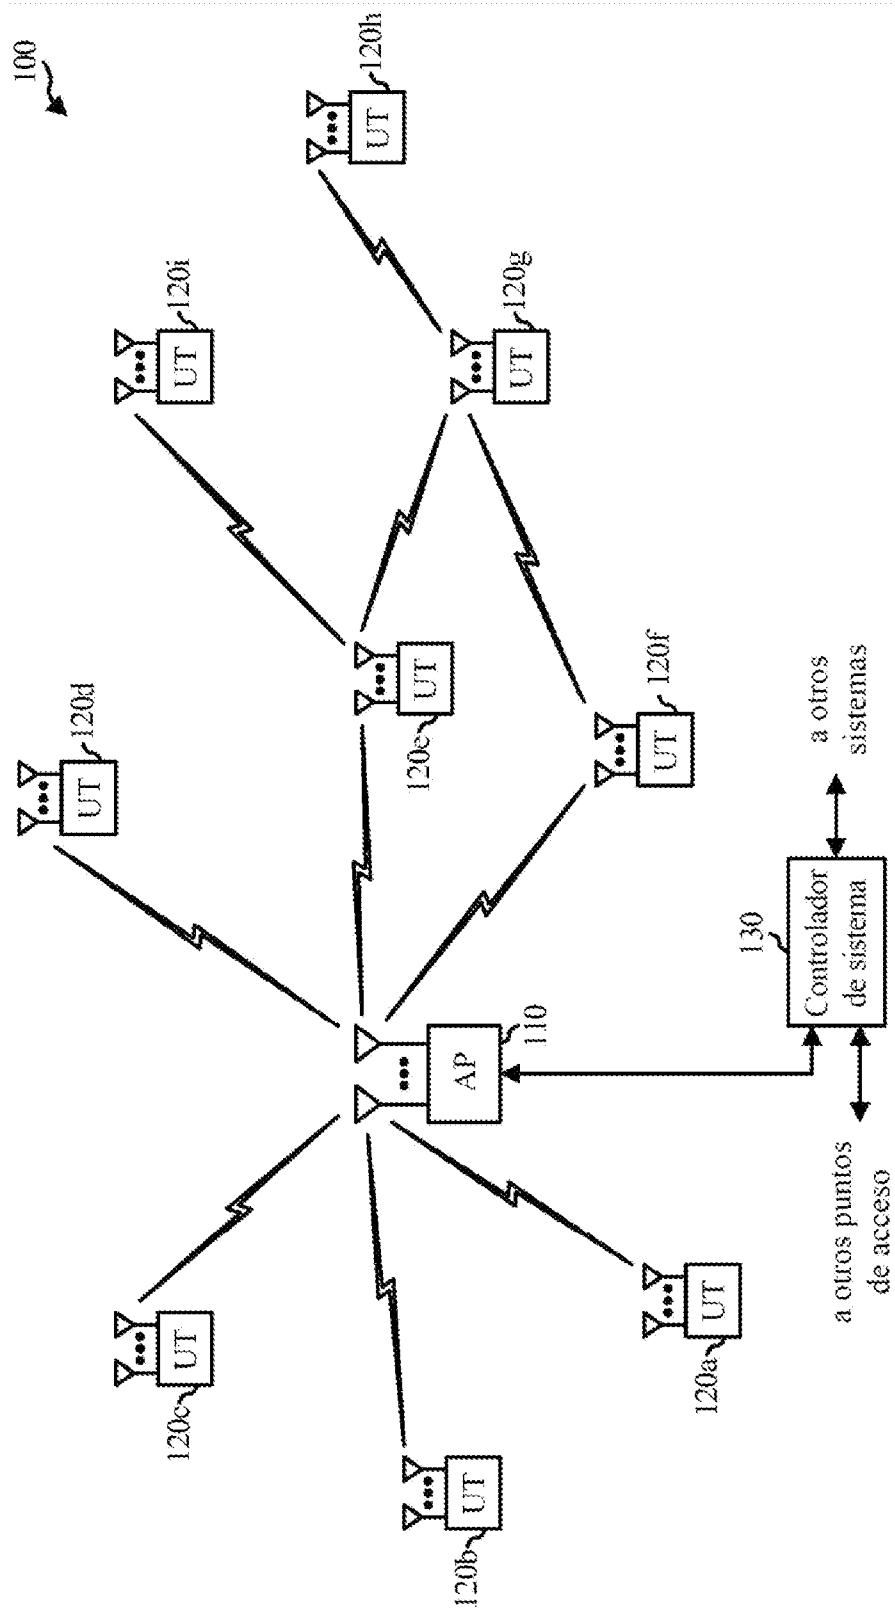 100
UT
120c
UT
120d
UT
120i
UT
120h
UT
120b
AP
110
UT
120e
UT
120g
UT
120a
UT
120f
130
Controlador
de sistema
a otros puntos
de acceso
a otros
sistemas